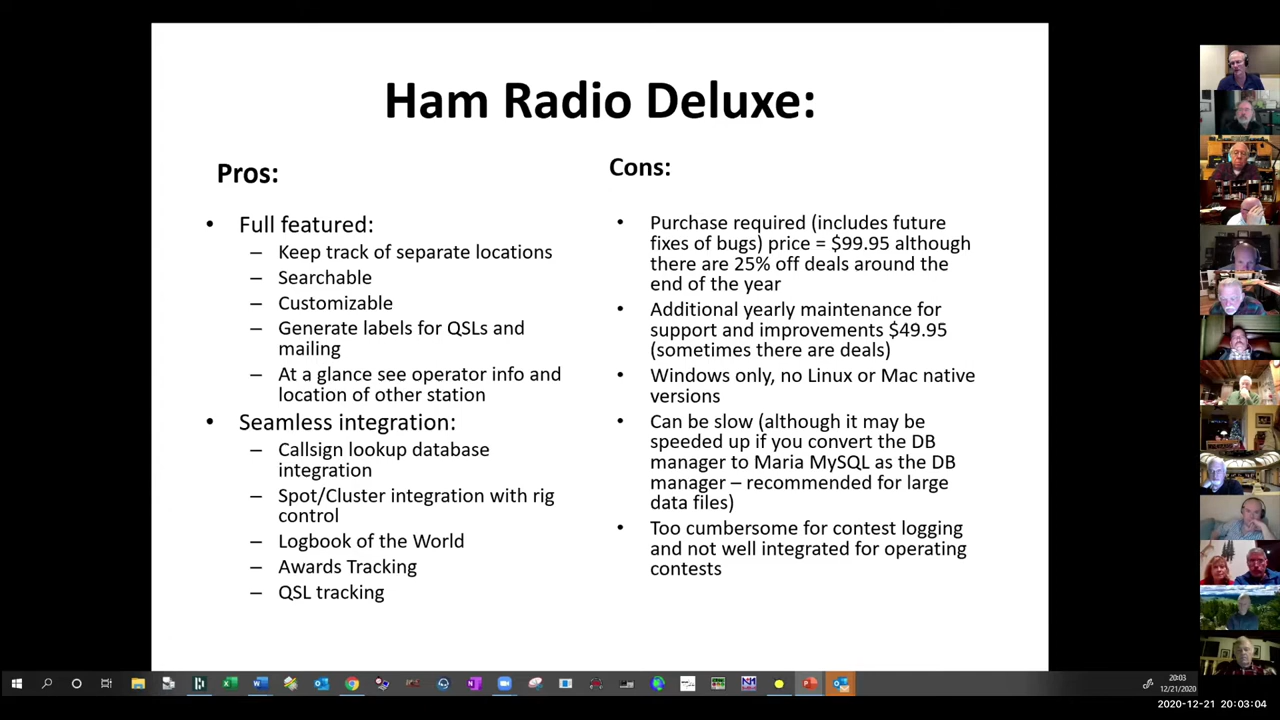 Ham Radio Deluxe:
Pros:
• Full featured:
– Keep track of separate locations
– Searchable
– Customizable
– Generate labels for QSLs and
mailing
– At a glance see operator info and
location of other station
• Seamless integration:
– Callsign lookup database
integration
– Spot/Cluster integration with rig
control
– Logbook of the World
– Awards Tracking
– QSL tracking
Cons:
• Purchase required (includes future
fixes of bugs) price = $99.95 although
there are 25% off deals around the
end of the year
• Additional yearly maintenance for
support and improvements $49.95
(sometimes there are deals)
• Windows only, no Linux or Mac native
versions
• Can be slow (although it may be
speeded up if you convert the DB
manager to Maria MySQL as the DB
manager – recommended for large
data files)
• Too cumbersome for contest logging
and not well integrated for operating
contests
20:03
12/21/2020
2020-12-21 20:03:04